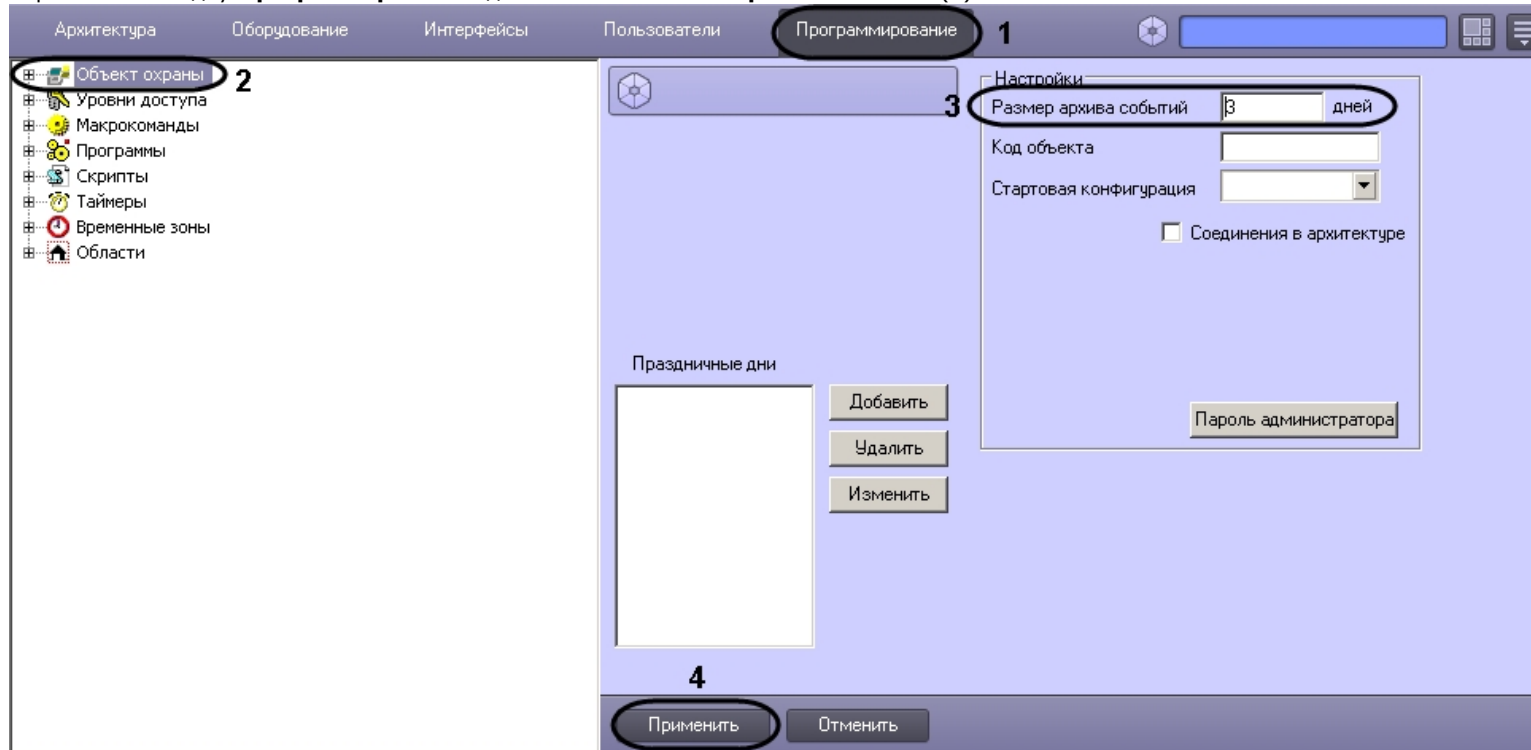 Архитектура Оборудование Интерфейсы Пользователи Программирование 1
Объект охраны 2
Уровни доступа
Макрокоманды
Программы
Скрипты
Таймеры
Временные зоны
Области
Настройки
3 Размер архива событий 3 дней
Код объекта
Стартовая конфигурация
Соединения в архитектуре
Праздничные дни
Добавить
Удалить
Изменить
Пароль администратора
4
Применить Отменить